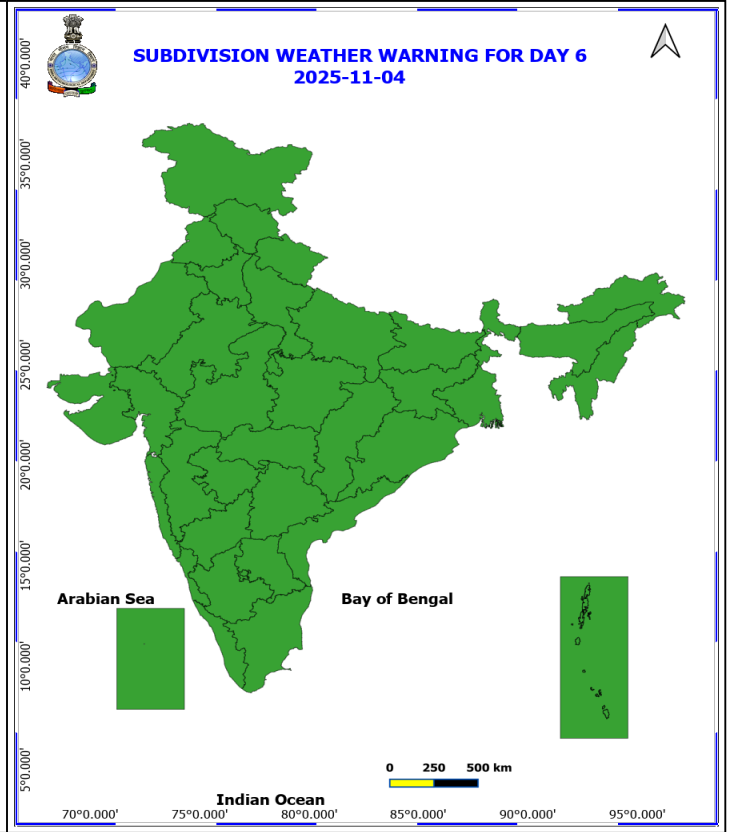 SUBDIVISION WEATHER WARNING FOR DAY 6
2025-11-04
40°0.000'
35°0.000'
30°0.000'
25°0.000'
20°0.000'
15°0.000'
10°0.000'
5°0.000'
Arabian Sea
Bay of Bengal
0 250 500 km
Indian Ocean
70°0.000' 75°0.000' 80°0.000' 85°0.000' 90°0.000' 95°0.000'